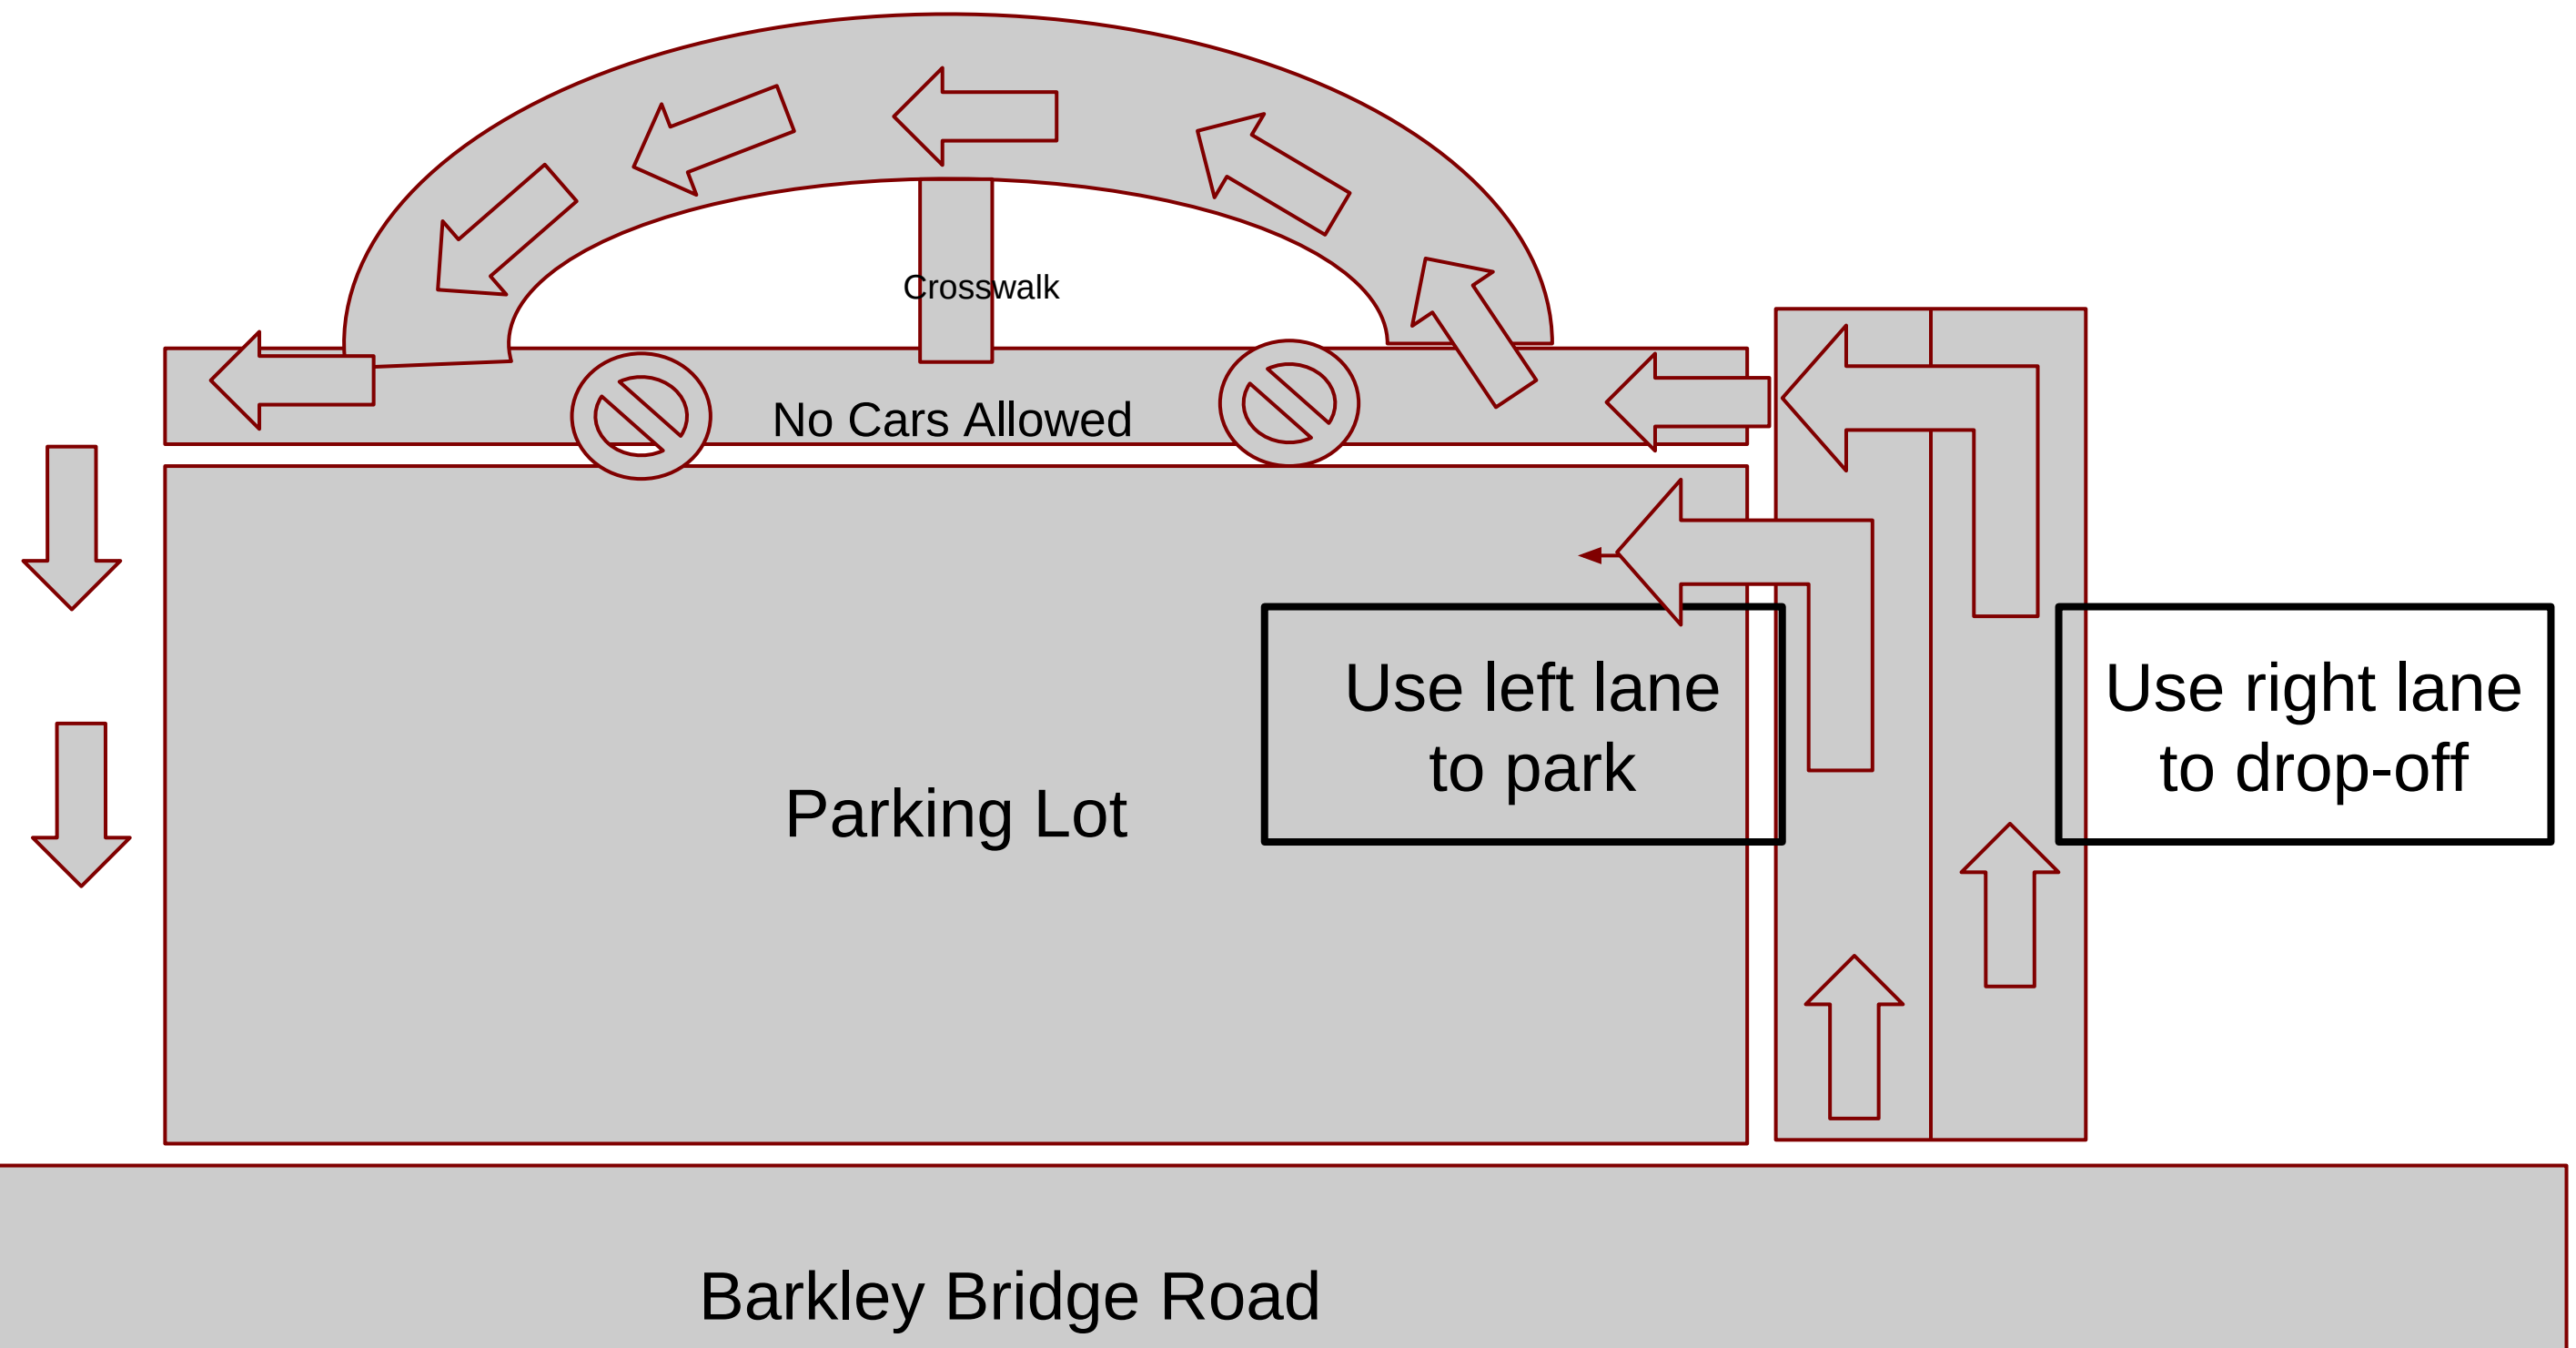 Crosswalk
No Cars Allowed
Use left lane
to park
Use right lane
to drop-off
Parking Lot
Barkley Bridge Road